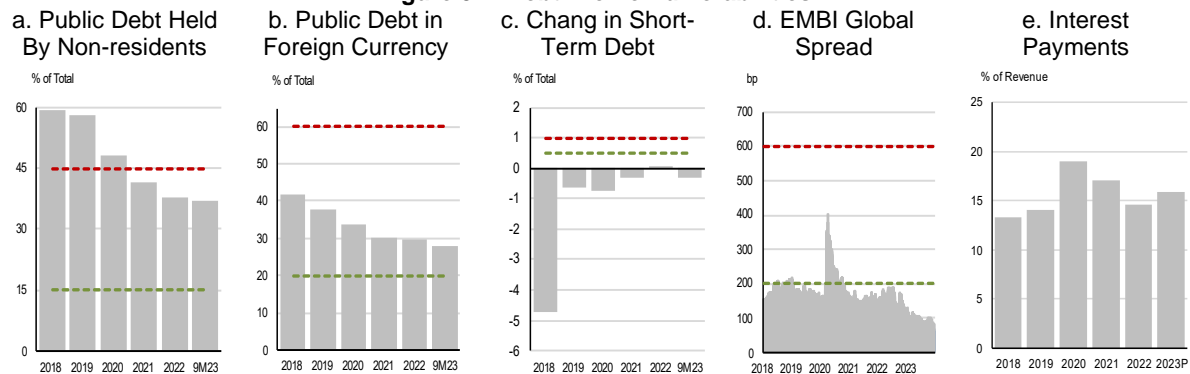 a. Public Debt Held
By Non-residents
% of Total
60
45
30
15
0
2018 2019 2020 2021 2022 9M23
b. Public Debt in
Foreign Currency
% of Total
60
50
40
30
20
10
0
2018 2019 2020 2021 2022 9M23
c. Chang in Short-
Term Debt
% of Total
2
1
0
-1
-2
-3
-4
-5
-6
2018 2019 2020 2021 2022 9M23
d. EMBI Global
Spread
bp
700
600
500
400
300
200
100
0
2018 2019 2020 2021 2022 2023
e. Interest
Payments
% of Revenue
25
20
15
10
5
0
2018 2019 2020 2021 2022 2023P